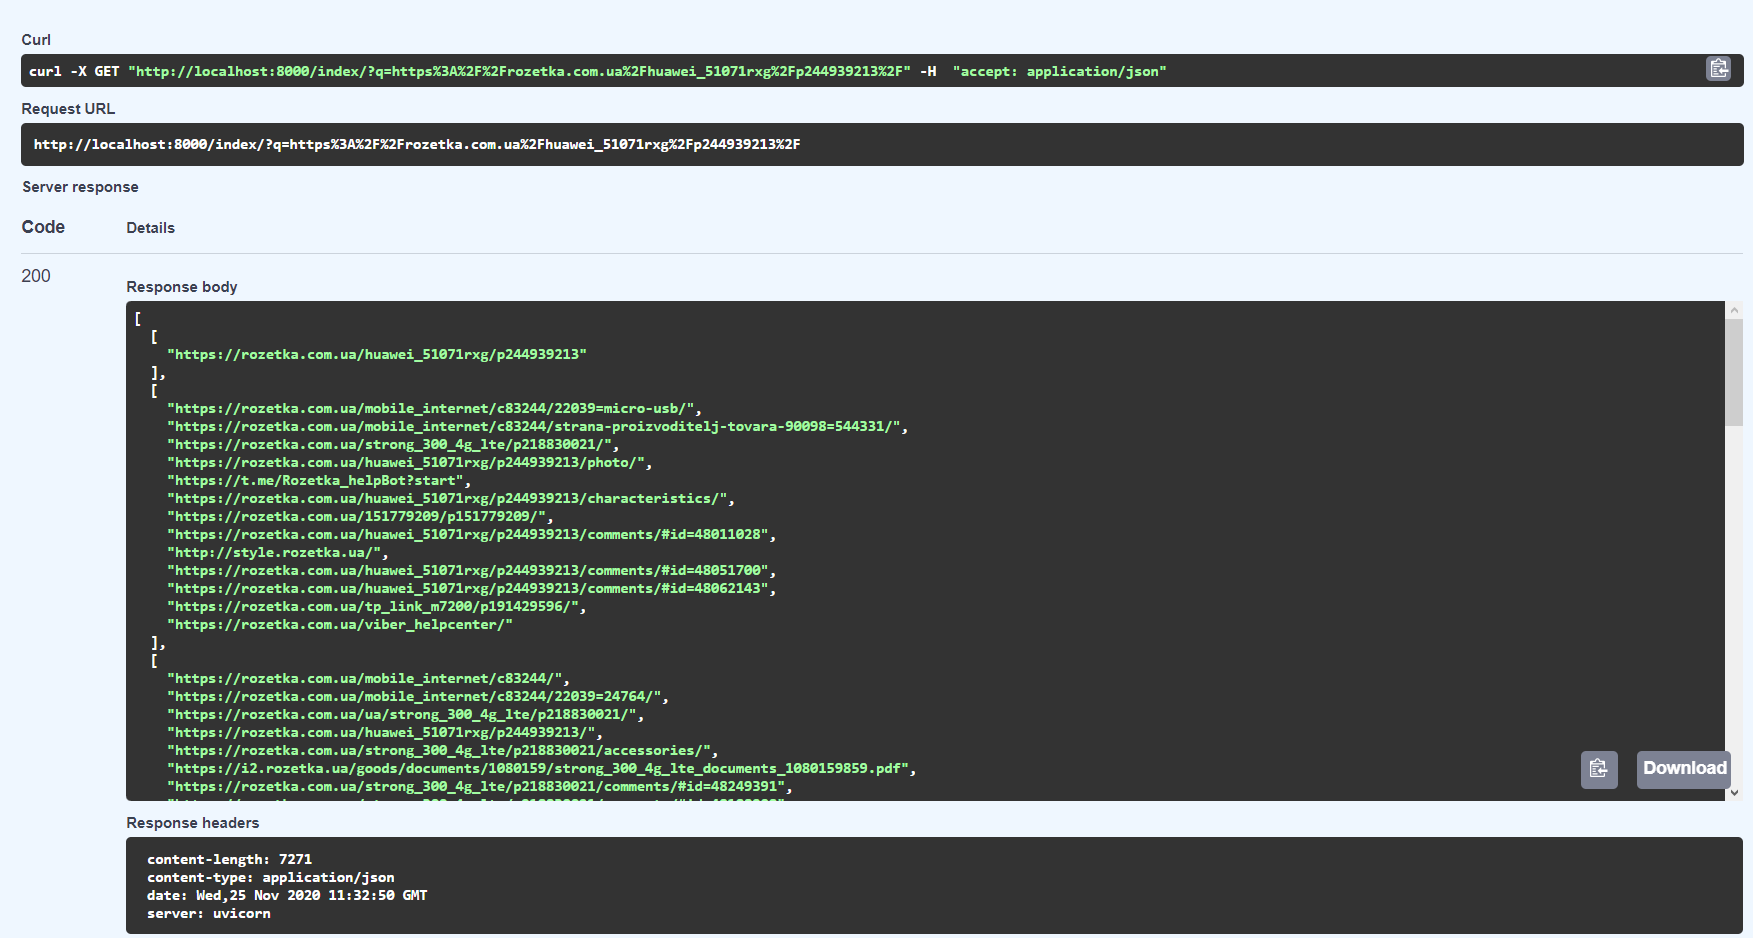 Curl
curl -X GET "http://localhost:8000/index/?q=https%3A%2F%2Frozetka.com.ua%2Fhuawei_51071rxg%2Fp244939213%2F" -H  "accept: application/json"
Request URL
http://localhost:8000/index/?q=https%3A%2F%2Frozetka.com.ua%2Fhuawei_51071rxg%2Fp244939213%2F
Server response
Code Details
200
Response body
[
  [
    "https://rozetka.com.ua/huawei_51071rxg/p244939213"
  ],
  [
    "https://rozetka.com.ua/mobile_internet/c83244/22039=micro-usb/",
    "https://rozetka.com.ua/mobile_internet/c83244/strana-proizvoditelj-tovara-90098=544331/",
    "https://rozetka.com.ua/strong_300_4g_lte/p218830021/",
    "https://rozetka.com.ua/huawei_51071rxg/p244939213/photo/",
    "https://t.me/Rozetka_helpBot?start",
    "https://rozetka.com.ua/huawei_51071rxg/p244939213/characteristics/",
    "https://rozetka.com.ua/151779209/p151779209/",
    "https://rozetka.com.ua/huawei_51071rxg/p244939213/comments/#id=48011028",
    "http://style.rozetka.ua/",
    "https://rozetka.com.ua/huawei_51071rxg/p244939213/comments/#id=48051700",
    "https://rozetka.com.ua/huawei_51071rxg/p244939213/comments/#id=48062143",
    "https://rozetka.com.ua/tp_link_m7200/p191429596/",
    "https://rozetka.com.ua/viber_helpcenter/"
  ],
  [
    "https://rozetka.com.ua/mobile_internet/c83244/",
    "https://rozetka.com.ua/mobile_internet/c83244/22039=24764/",
    "https://rozetka.com.ua/ua/strong_300_4g_lte/p218830021/",
    "https://rozetka.com.ua/huawei_51071rxg/p244939213/",
    "https://rozetka.com.ua/strong_300_4g_lte/p218830021/accessories/",
    "https://i2.rozetka.ua/goods/documents/1080159/strong_300_4g_lte_documents_1080159859.pdf",
    "https://rozetka.com.ua/strong_300_4g_lte/p218830021/comments/#id=48249391",
Download
Response headers
content-length: 7271
content-type: application/json
date: Wed,25 Nov 2020 11:32:50 GMT
server: uvicorn